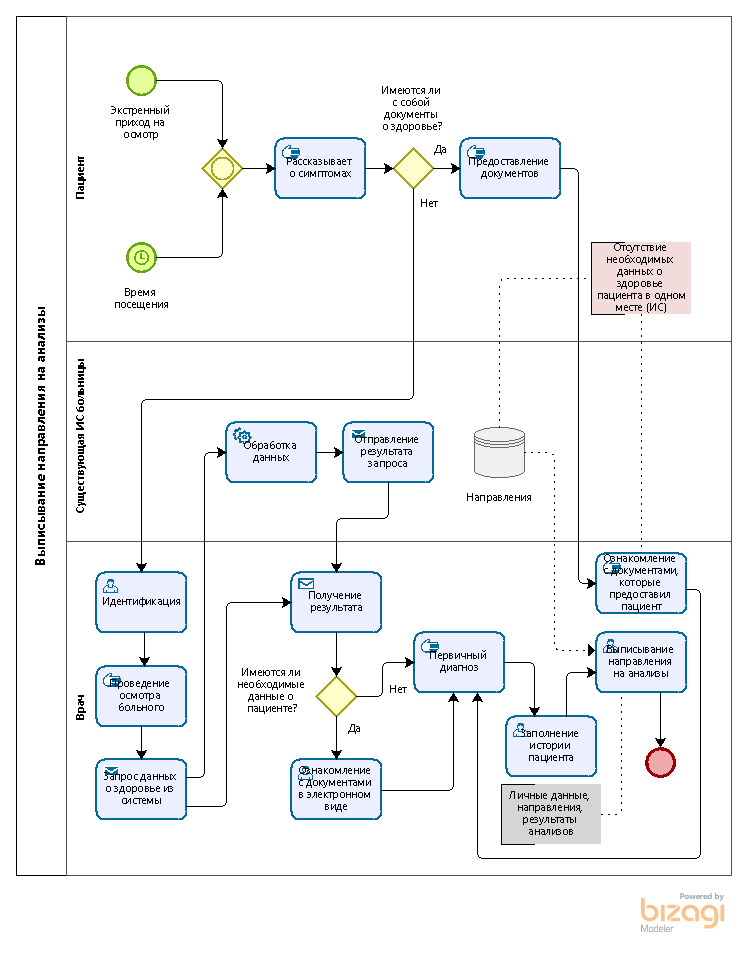 Выписывание направления на анализы
Пациент
Экстренный
приход на
осмотр
Время
посещения
Рассказывает
о симптомах
Имеются ли
с собой
документы
о здоровье?
Да
Нет
Предоставление
документов
Отсутствие
необходимых
данных о
здоровье
пациента в одном
месте (ИС)
Существующая ИС больницы
Обработка
данных
Отправление
результата
запроса
Направления
Врач
Идентификация
Проведение
осмотра
больного
Запрос данных
о здоровье из
системы
Получение
результата
Имеются ли
необходимые
данные о
пациенте?
Нет
Да
Ознакомление
с документами
в электронном
виде
Первичный
диагноз
Заполнение
истории
пациента
Ознакомление
с документами,
которые
предоставил
пациент
Выписывание
направления
на анализы
Личные данные,
направления,
результаты
анализов
Powered by
bizagi
Modeler